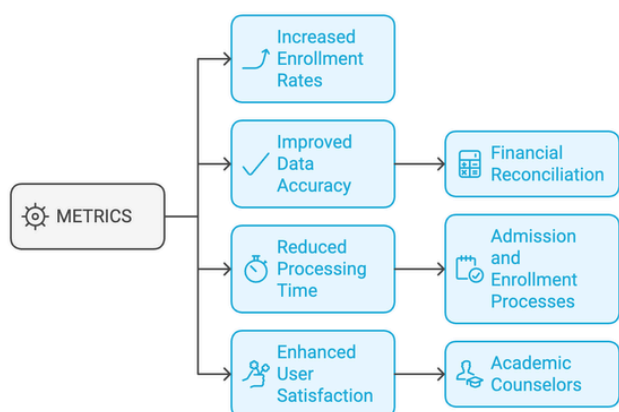 Increased
Enrollment
Rates
Improved
Data
Accuracy
Financial
Reconciliation
METRICS
Reduced
Processing
Time
Admission
and
Enrollment
Processes
Enhanced
User
Satisfaction
Academic
Counselors